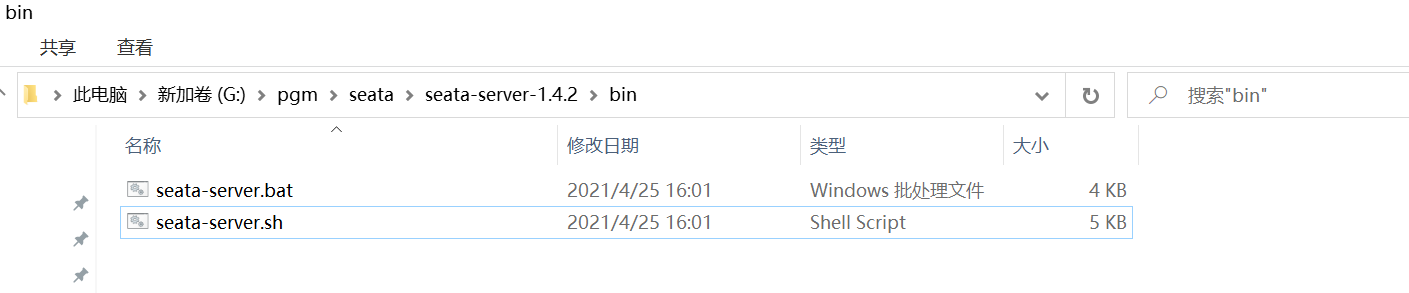 bin
共享 查看
此电脑 新加卷 (G:) pgm seata seata-server-1.4.2 bin 搜索"bin"
名称 修改日期 类型 大小
seata-server.bat 2021/4/25 16:01 Windows 批处理文件 4 KB
seata-server.sh 2021/4/25 16:01 Shell Script 5 KB